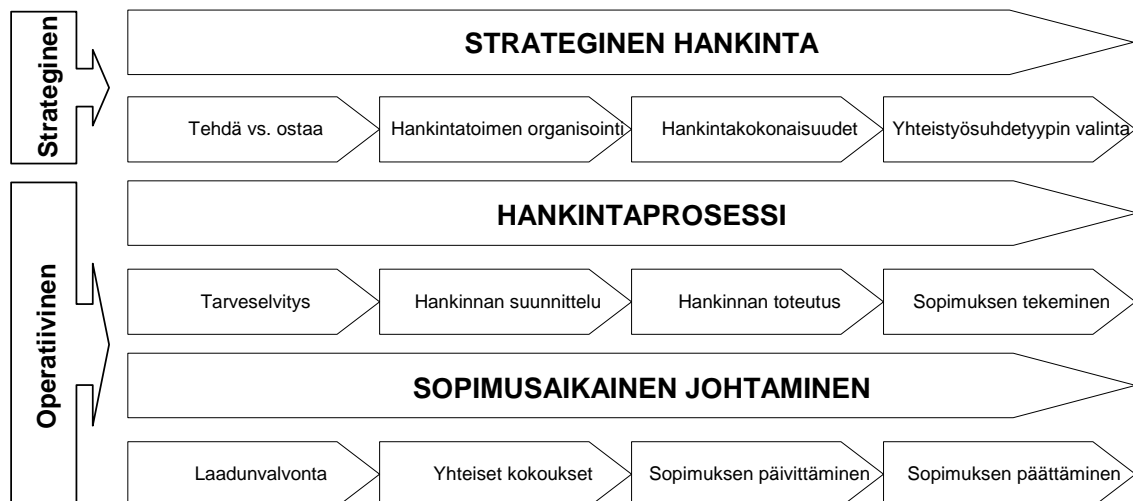 Strateginen
STRATEGINEN HANKINTA
Tehdä vs. ostaa
Hankintatoimen organisointi
Hankintakokonaisuudet
Yhteistyösuhdetyypin valinta
Operatiivinen
HANKINTAPROSESSI
Tarveselvitys
Hankinnan suunnittelu
Hankinnan toteutus
Sopimuksen tekeminen
SOPIMUSAIKAINEN JOHTAMINEN
Laadunvalvonta
Yhteiset kokoukset
Sopimuksen päivittäminen
Sopimuksen päättäminen